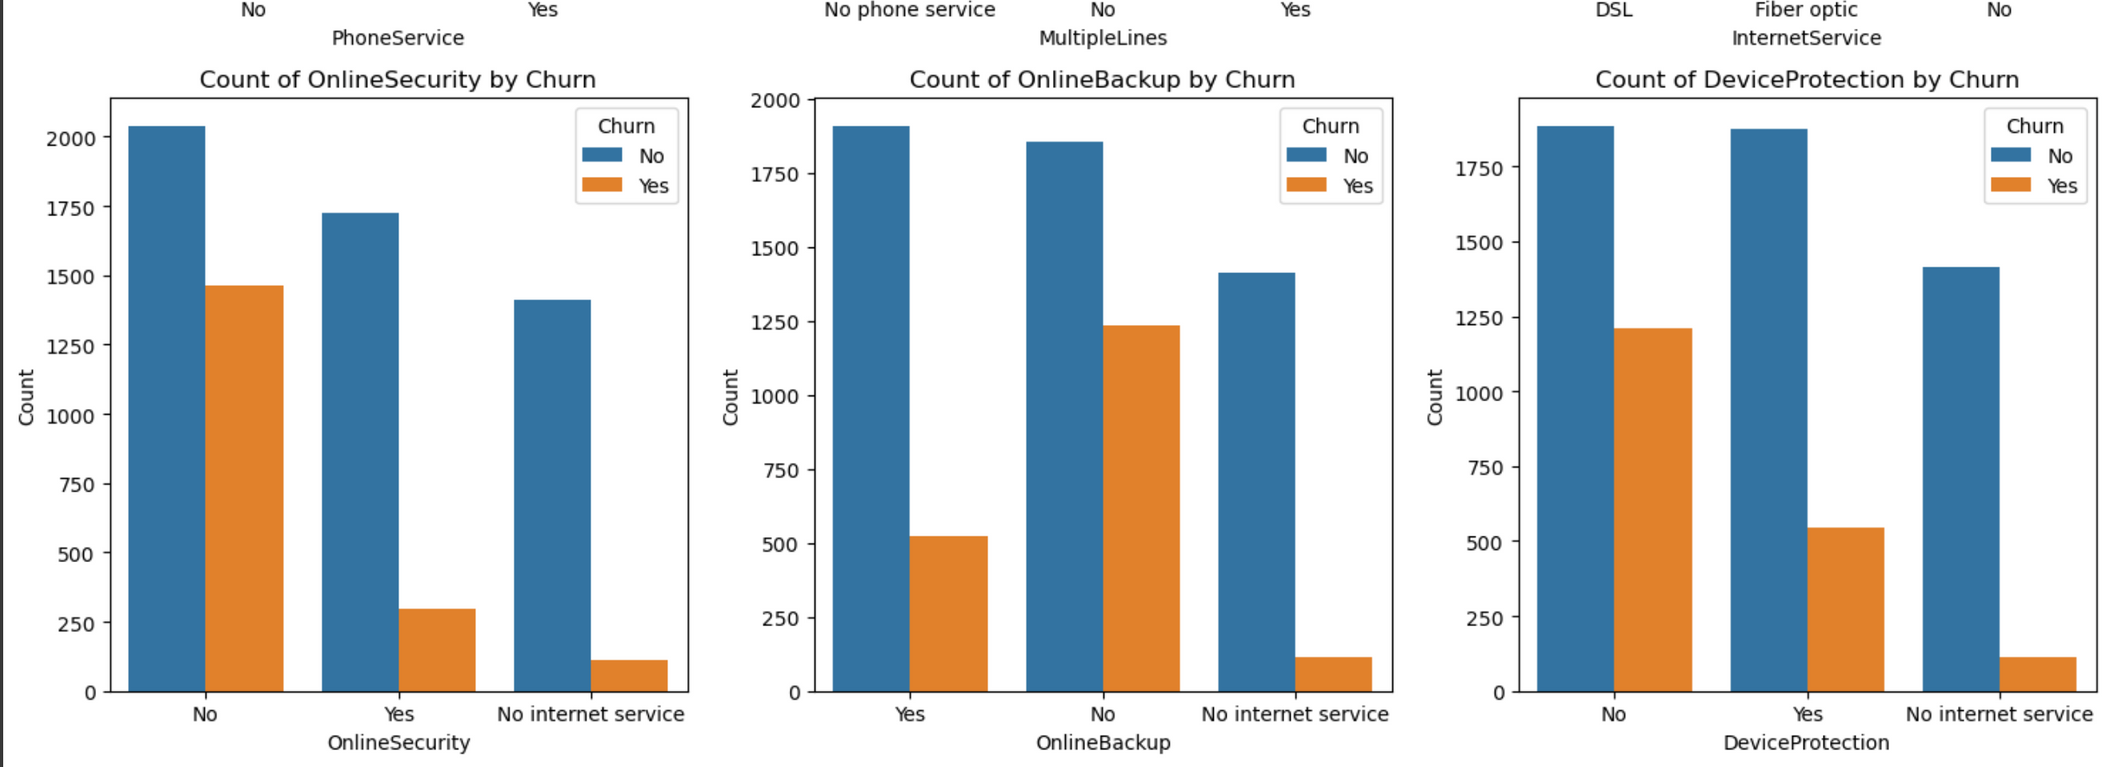 No Yes
PhoneService
No phone service No Yes
MultipleLines
DSL Fiber optic No
InternetService
Count of OnlineSecurity by Churn
Churn
No
Yes
2000
1750
1500
1250
1000
750
500
250
0
Count
No Yes No internet service
OnlineSecurity
Count of OnlineBackup by Churn
Churn
No
Yes
2000
1750
1500
1250
1000
750
500
250
0
Count
Yes No No internet service
OnlineBackup
Count of DeviceProtection by Churn
Churn
No
Yes
1750
1500
1250
1000
750
500
250
0
Count
No Yes No internet service
DeviceProtection